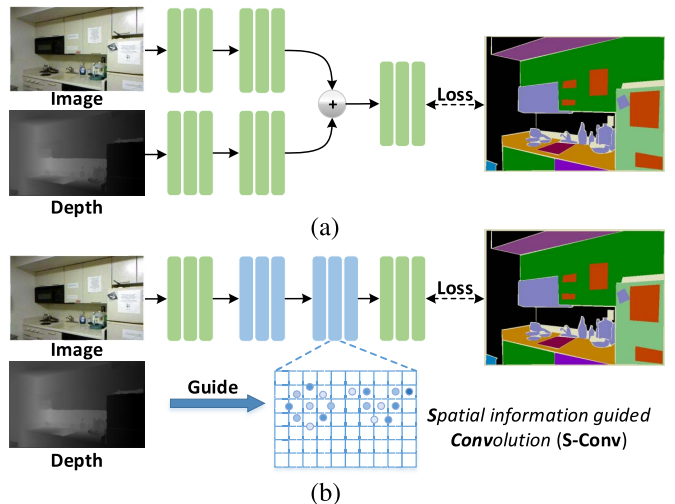 Image
Loss
+
Depth
(a)
Image
Loss
Guide
Spatial information guided
Convolution (S-Conv)
Depth
(b)